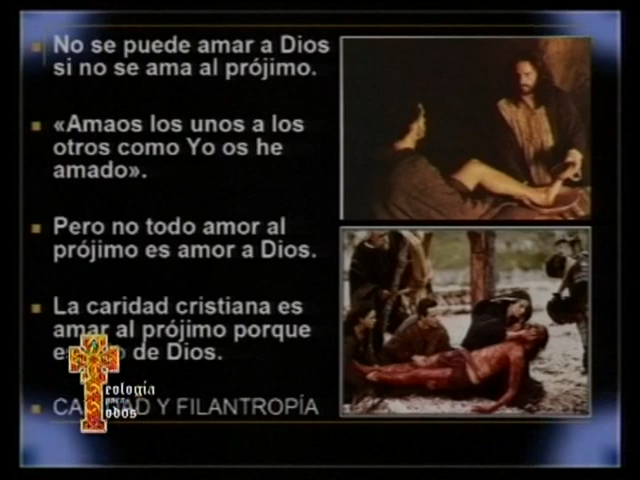 No se puede amar a Dios
si no se ama al prójimo.
«Amaos los unos a los
otros como Yo os he
amado».
Pero no todo amor al
prójimo es amor a Dios.
La caridad cristiana es
amar al prójimo porque
de Dios.
Y FILANTROPÍA
Teología
para
Todos